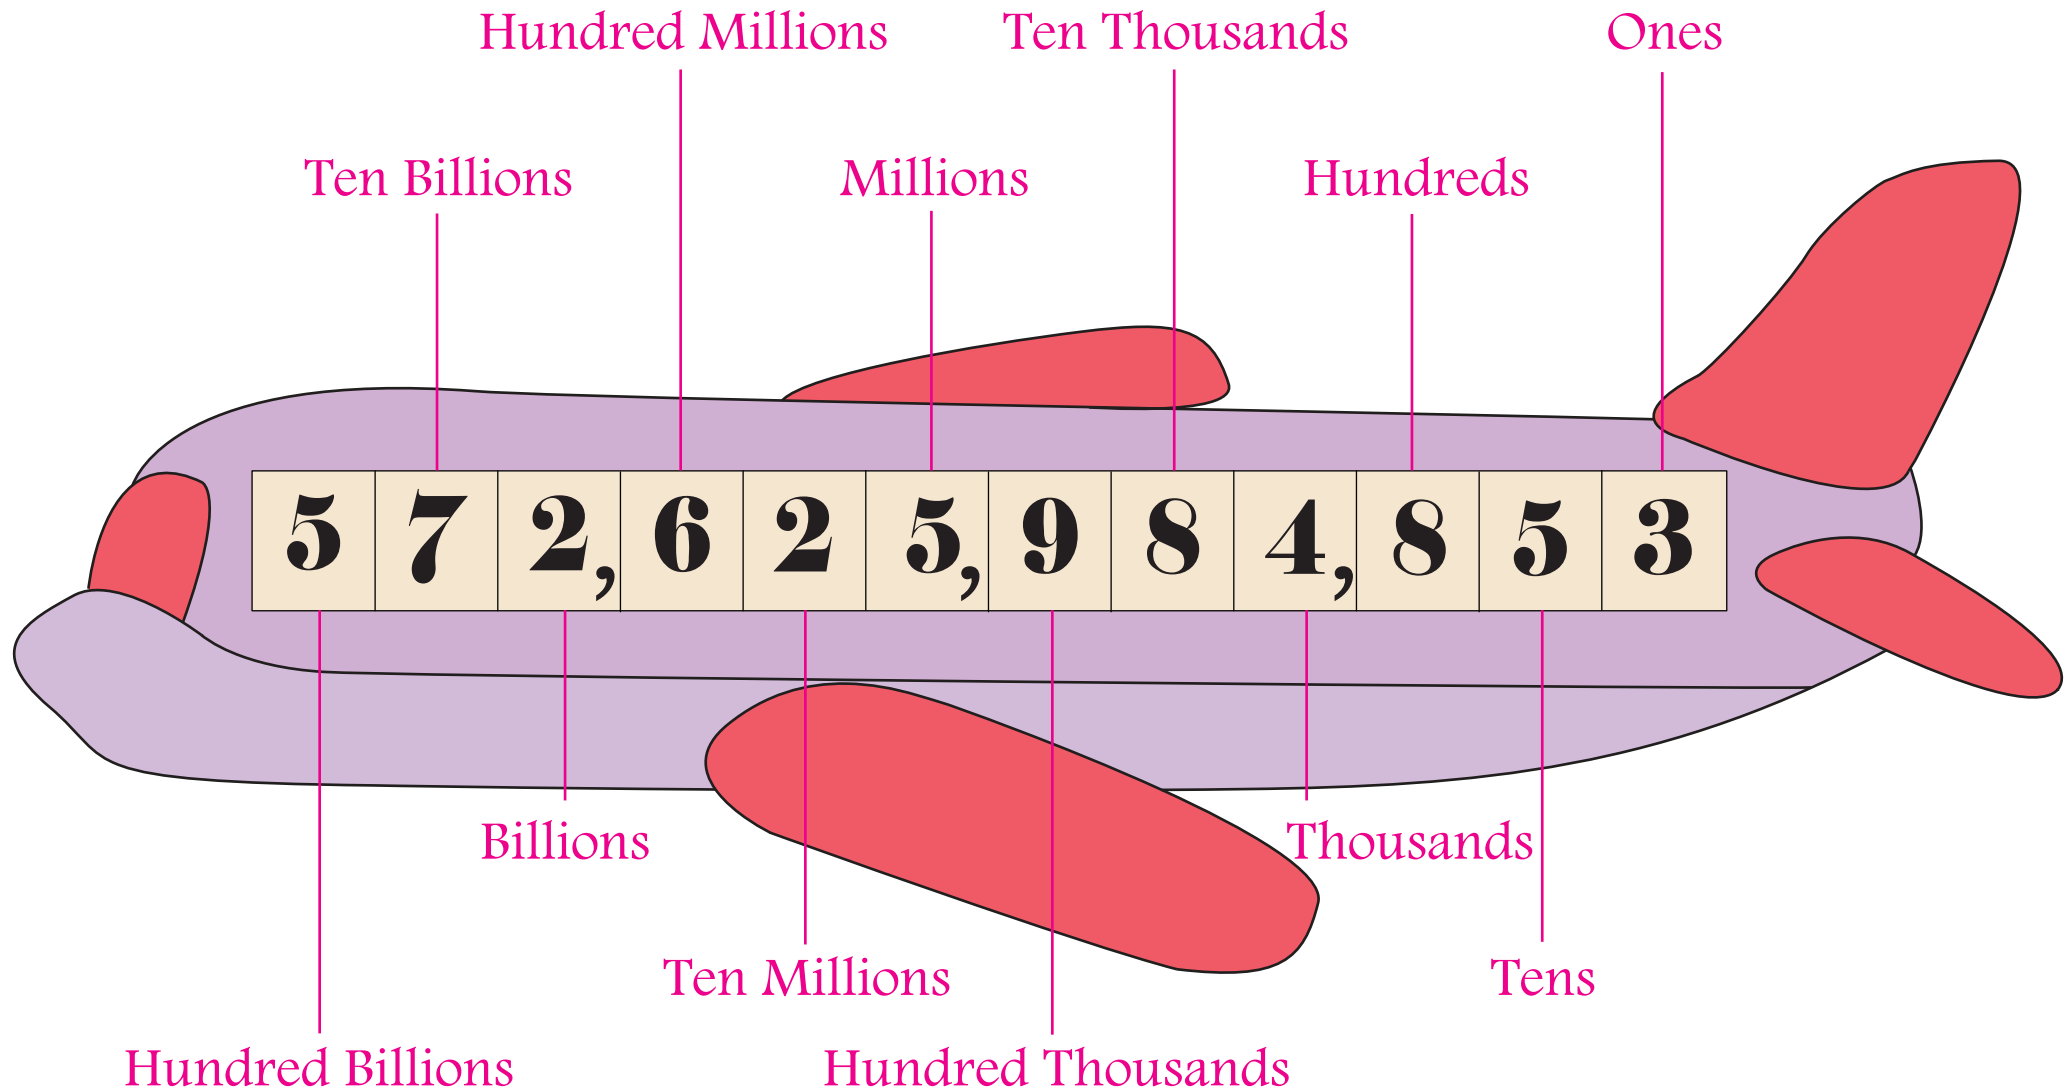 Hundred Millions Ten Thousands Ones
Ten Billions Millions Hundreds
572,625,984,853
Billions Thousands
Ten Millions Tens
Hundred Billions Hundred Thousands